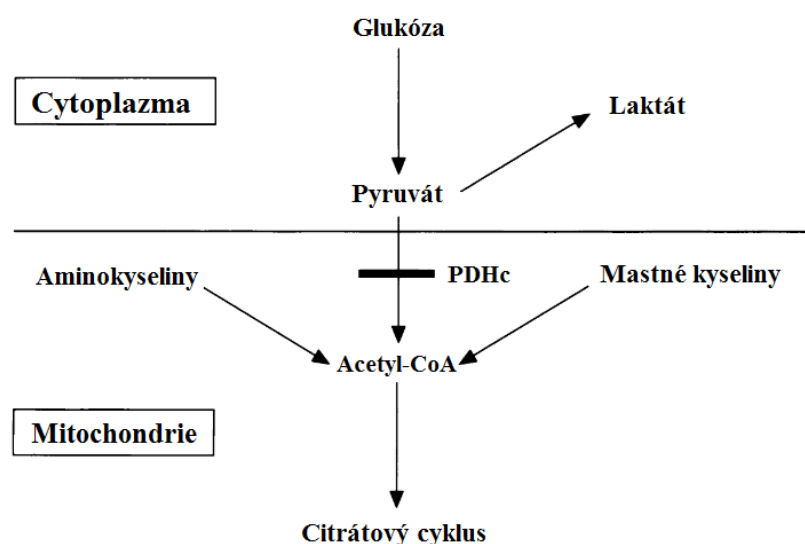 Glukóza
Cytoplazma
Laktát
Pyruvát
Aminokyseliny
PDHc
Mastné kyseliny
Acetyl-CoA
Mitochondrie
Citrátový cyklus